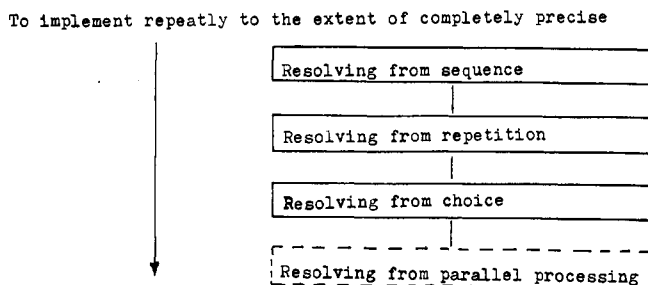 To implement repeatly to the extent of completely precise
Resolving from sequence
Resolving from repetition
Resolving from choice
Resolving from parallel processing